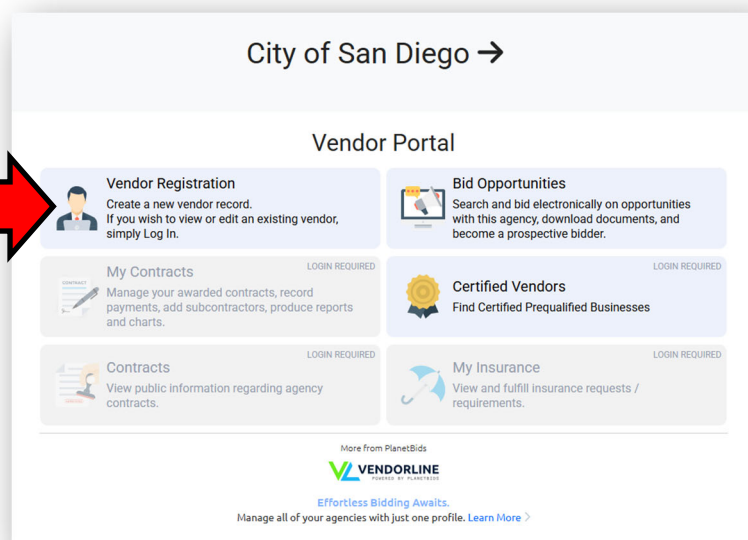 City of San Diego →
Vendor Portal
Vendor Registration
Create a new vendor record.
If you wish to view or edit an existing vendor,
simply Log In.
Bid Opportunities
Search and bid electronically on opportunities
with this agency, download documents, and
become a prospective bidder.
LOGIN REQUIRED
My Contracts
Manage your awarded contracts, record
payments, add subcontractors, produce reports
and charts.
CONTRACT
LOGIN REQUIRED
Certified Vendors
Find Certified Prequalified Businesses
LOGIN REQUIRED
Contracts
View public information regarding agency
contracts.
LOGIN REQUIRED
My Insurance
View and fulfill insurance requests /
requirements.
More from PlanetBids
VENDORLINE
POWERED BY PLANETBIDS
Effortless Bidding Awaits.
Manage all of your agencies with just one profile. Learn More >